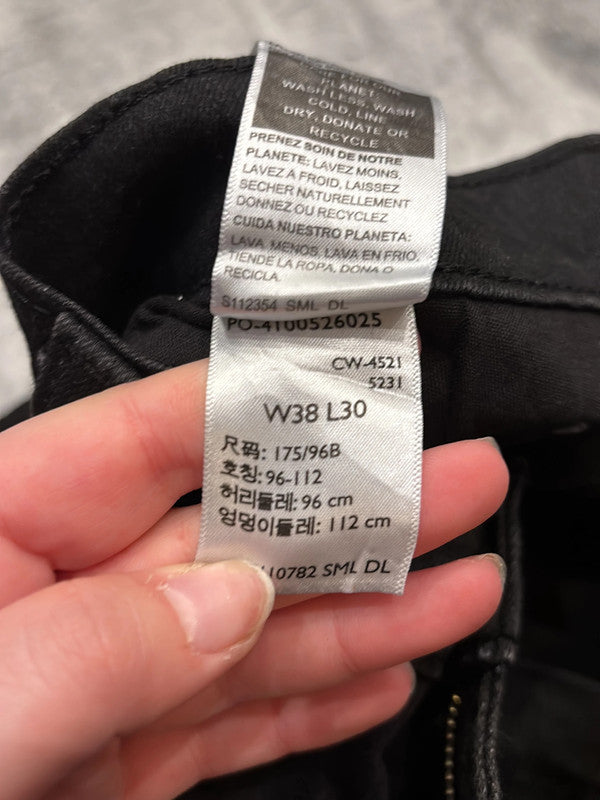 PLANET:
WASH LESS, WASH
COLD, LINE
DRY, DONATE OR
RECYCLE
PRENEZ SOIN DE NOTRE
PLANETE: LAVEZ MOINS,
LAVEZ A FROID, LAISSEZ
SECHER NATURELLEMENT
DONNEZ OU RECYCLEZ
CUIDA NUESTRO PLANETA:
LAVA MENOS, LAVA EN FRIO,
TIENDE LA ROPA, DONA O
RECICLA.
S112354 SML DL
PO-4100526025
CW-4521
5231
W38 L30
尺码: 175/96B
호칭: 96-112
허리둘레: 96 cm
엉덩이둘레: 112 cm
10782 SML DL